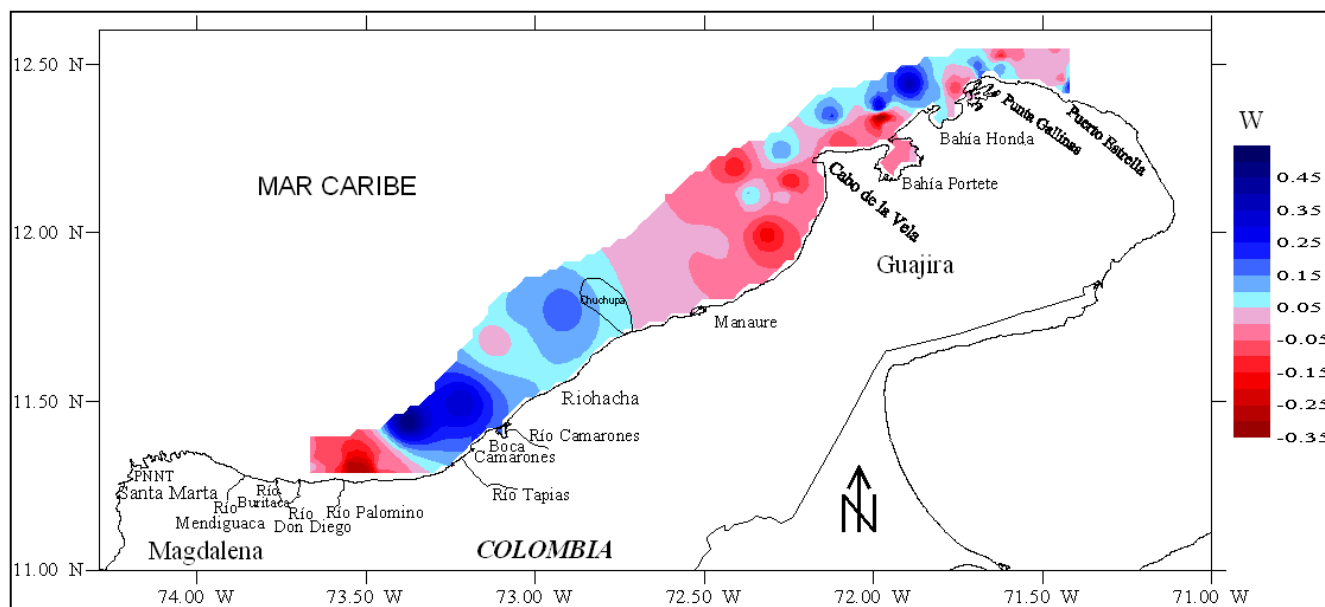 12.50 N
12.00 N
11.50 N
11.00 N
74.00 W
73.50 W
73.00 W
72.50 W
72.00 W
71.50 W
71.00 W
MAR CARIBE
Punta Gallinas
Puerto Estrella
Bahía Honda
Bahía Portete
Cabo de la Vela
Guajira
Chuchupa
Manaure
Riohacha
Río Camarones
Boca
Camarones
Río Tapias
PNNT
Santa Marta
Río
Mendiguaca
Río
Buritaca
Río
Don Diego
Río Palomino
Magdalena
COLOMBIA
N
W
0.45
0.35
0.25
0.15
0.05
-0.05
-0.15
-0.25
-0.35